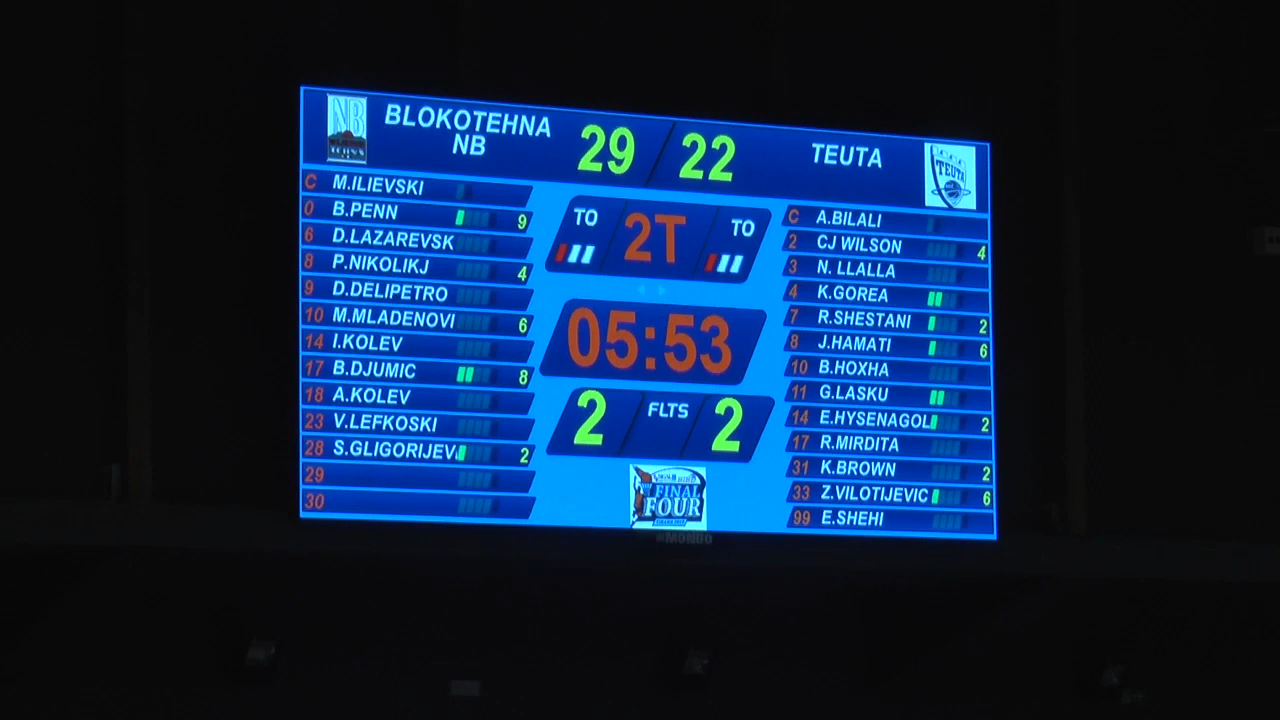 NB
BLOKOTEHNA
NB
29
22
TEUTA
TEUTA
C M.ILIEVSKI
0 B.PENN 9
6 D.LAZAREVSK
8 P.NIKOLIKJ 4
9 D.DELIPETRO
10 M.MLADENOVI 6
14 I.KOLEV
17 B.DJUMIC 8
18 A.KOLEV
23 V.LEFKOSKI
28 S.GLIGORIJEV 2
29
30
TO
2T
TO
05:53
2
FLTS
2
FINAL
FOUR
MONDO
C A.BILALI
2 CJ WILSON 4
3 N. LLALLA
4 K.GOREA
7 R.SHESTANI 2
8 J.HAMATI 6
10 B.HOXHA
11 G.LASKU
14 E.HYSENAGOL 2
17 R.MIRDITA
31 K.BROWN 2
33 Z.VILOTIJEVIC 6
99 E.SHEHI